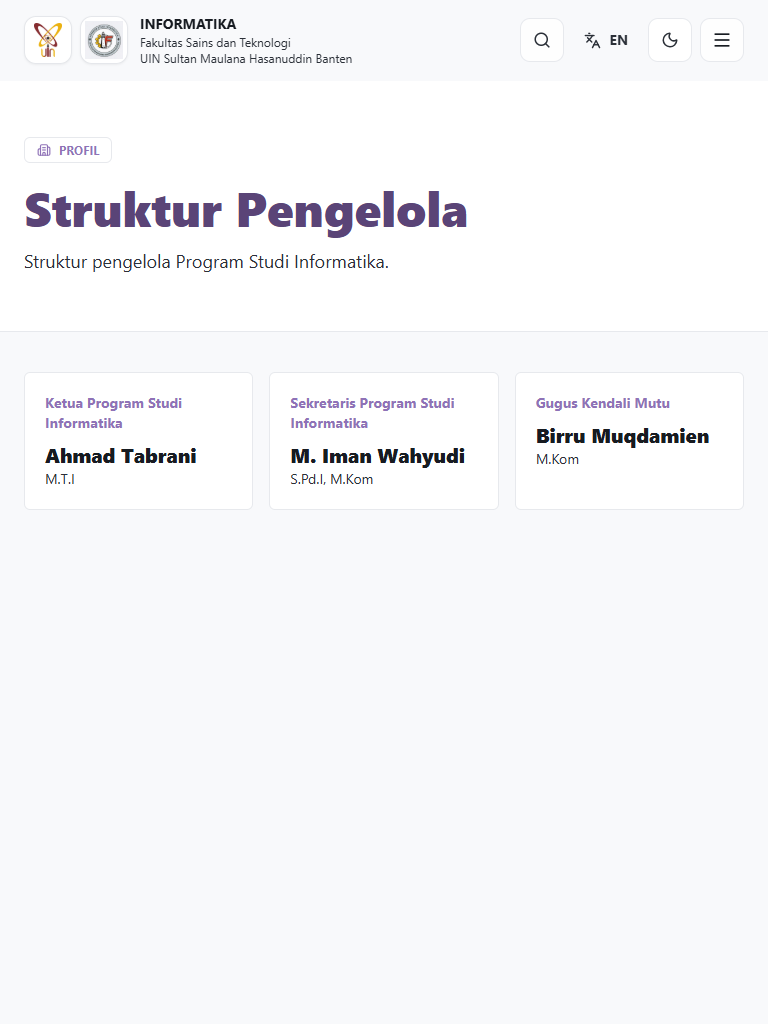 INFORMATIKA
Fakultas Sains dan Teknologi
UIN Sultan Maulana Hasanuddin Banten
EN
PROFIL
Struktur Pengelola
Struktur pengelola Program Studi Informatika.
Ketua Program Studi
Informatika
Ahmad Tabrani
M.T.I
Sekretaris Program Studi
Informatika
M. Iman Wahyudi
S.Pd.I, M.Kom
Gugus Kendali Mutu
Birru Muqdamien
M.Kom